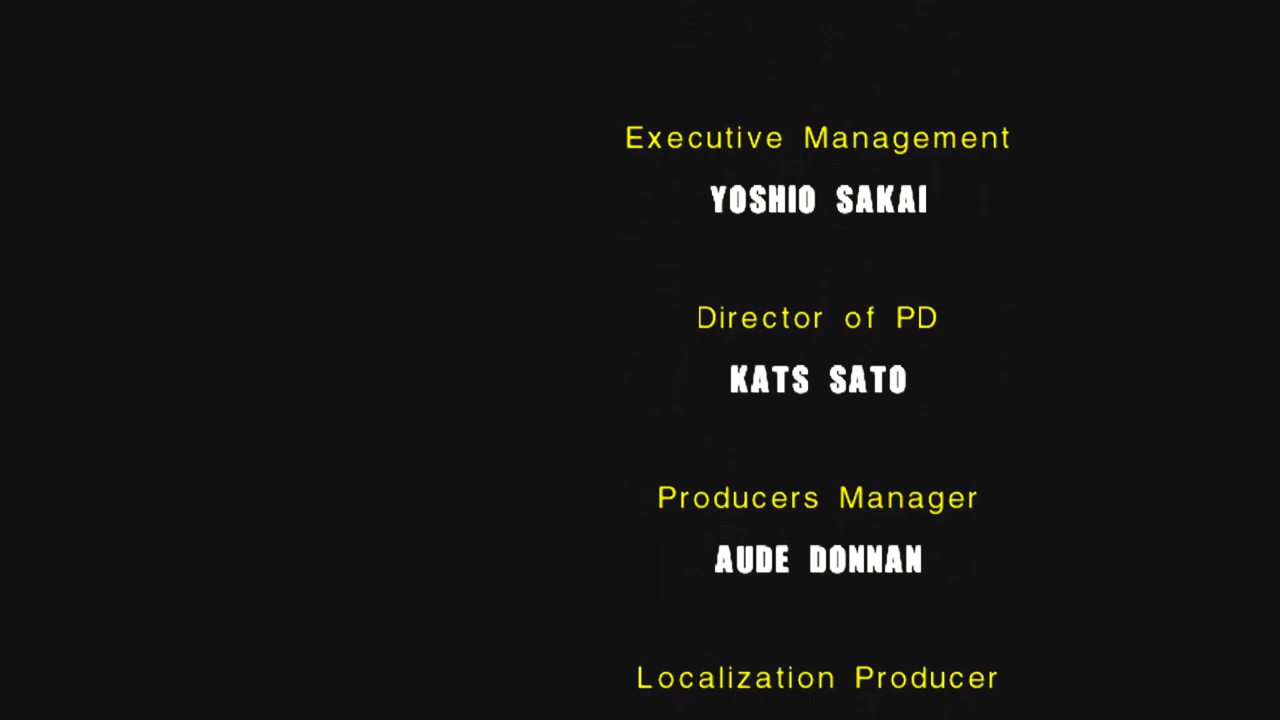 Executive Management
YOSHIO SAKAI
Director of PD
KATS SATO
Producers Manager
AUDE DONNAN
Localization Producer